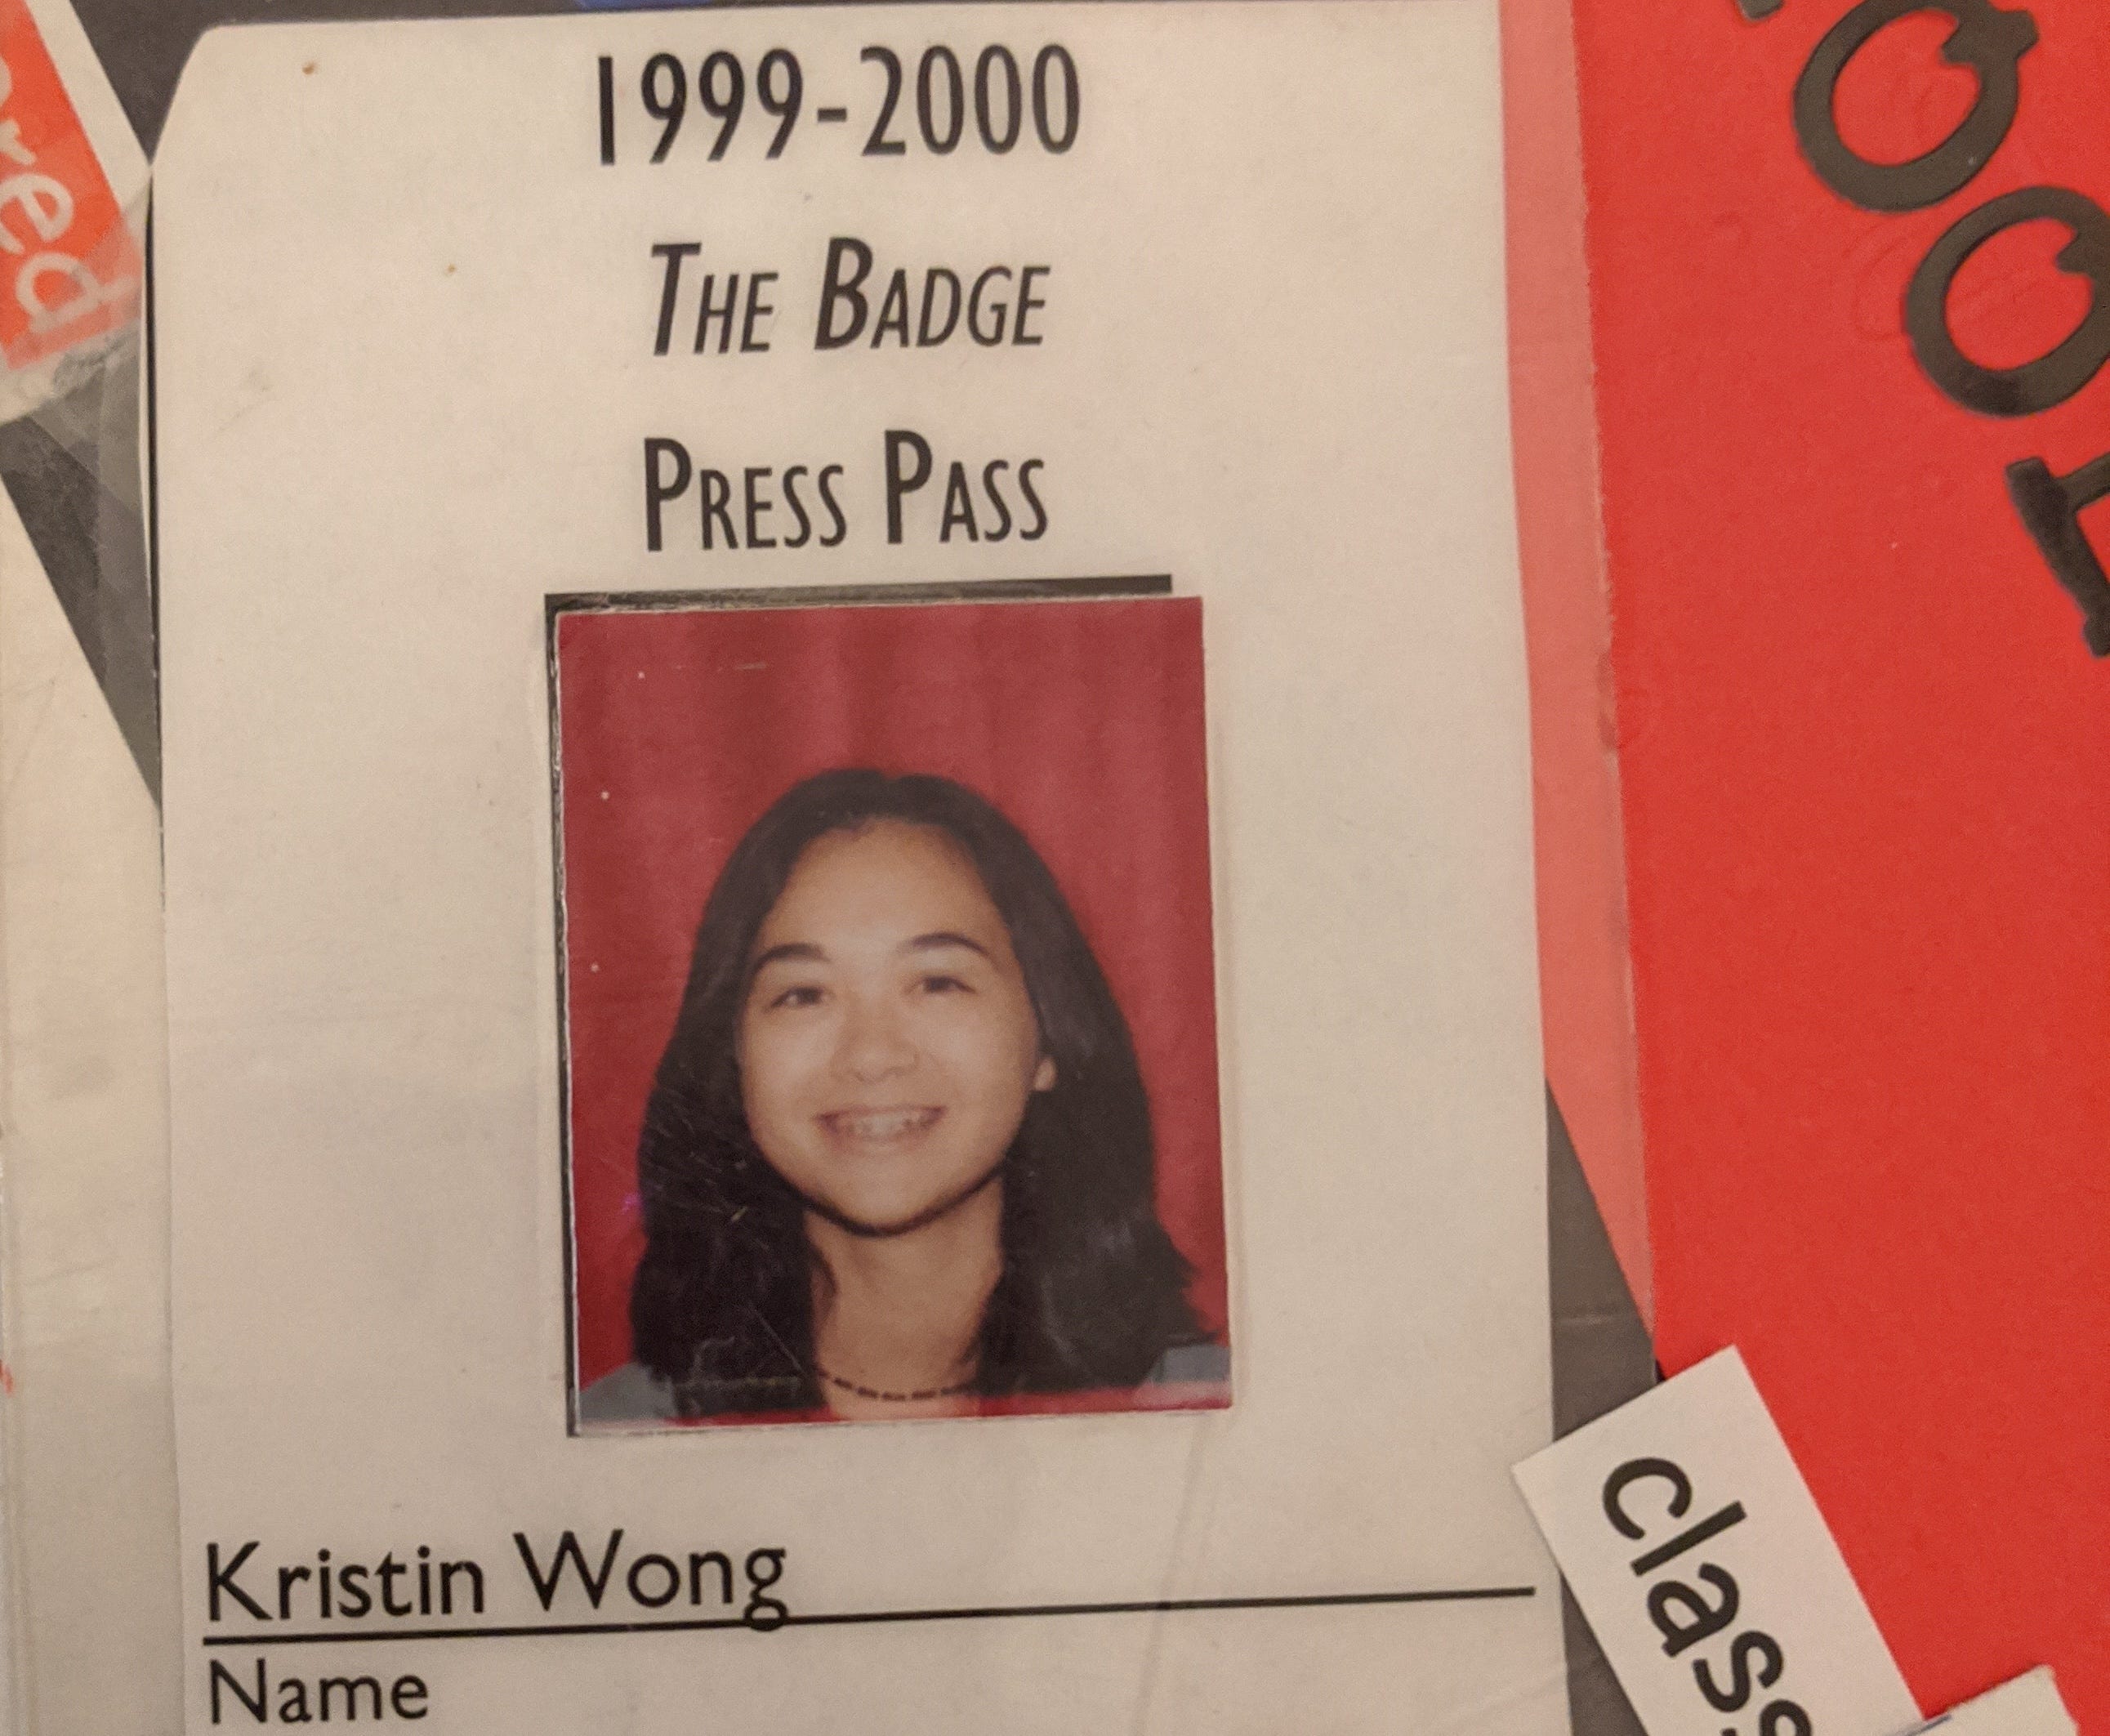 1999-2000
THE BADGE
PRESS PASS
Kristin Wong
Name